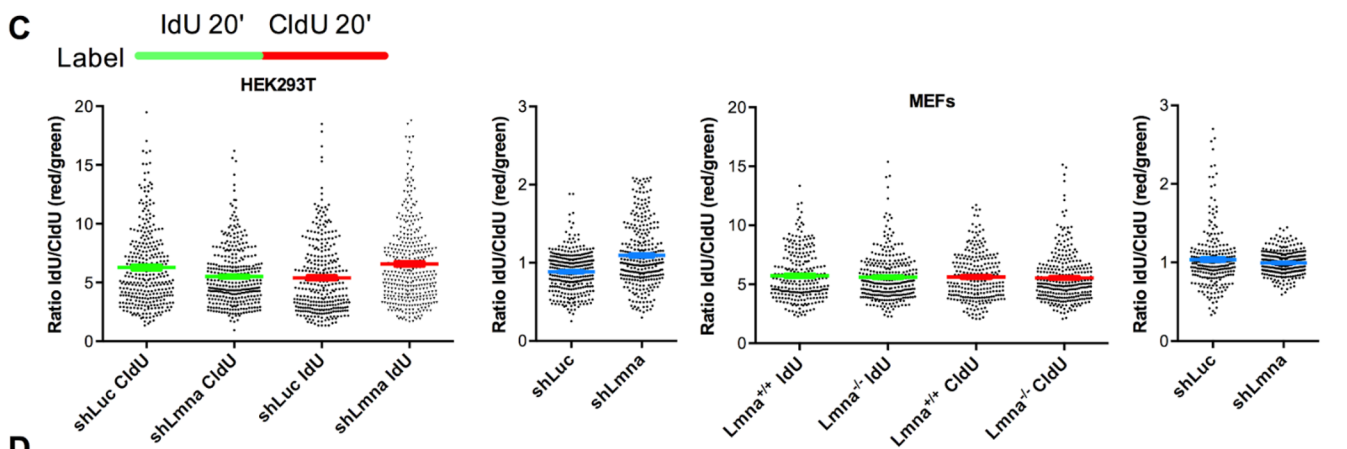 C
IdU 20' CldU 20'
Label
HEK293T
Ratio IdU/CldU (red/green)
20
15
10
5
0
shLuc CldU
shLmna CldU
shLuc IdU
shLmna IdU
Ratio IdU/CldU (red/green)
3
2
1
0
shLuc
shLmna
MEFs
Ratio IdU/CldU (red/green)
20
15
10
5
0
Lmna+/+ IdU
Lmna-/- IdU
Lmna+/+ CldU
Lmna-/- CldU
Ratio IdU/CldU (red/green)
3
2
1
0
shLuc
shLmna
D